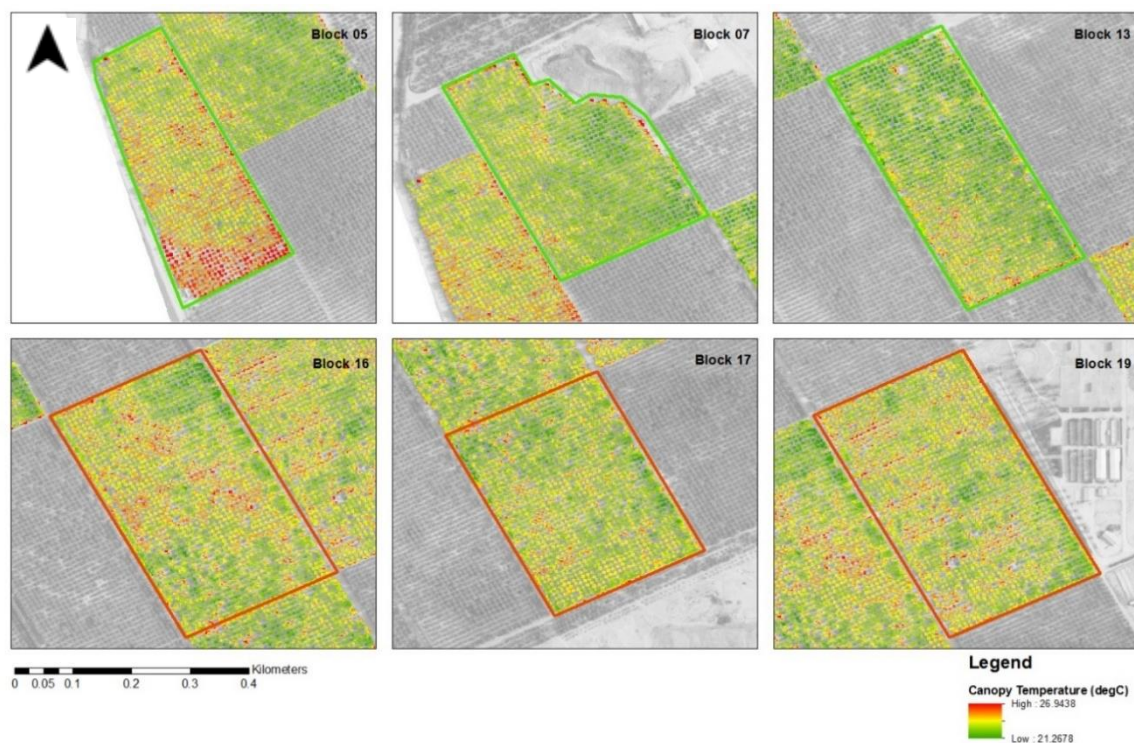 Block 05
Block 07
Block 13
Block 16
Block 17
Block 19
Kilometers
0 0.05 0.1 0.2 0.3 0.4
Legend
Canopy Temperature (degC)
High : 26.9438
Low : 21.2678